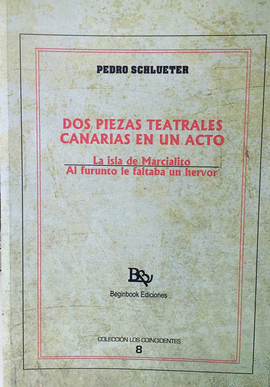 PEDRO SCHLUETER
DOS PIEZAS TEATRALES
CANARIAS EN UN ACTO
La isla de Marcialito
Al furunto le faltaba un hervor
Beginbook Ediciones
COLECCIÓN LOS COINCIDENTES
8